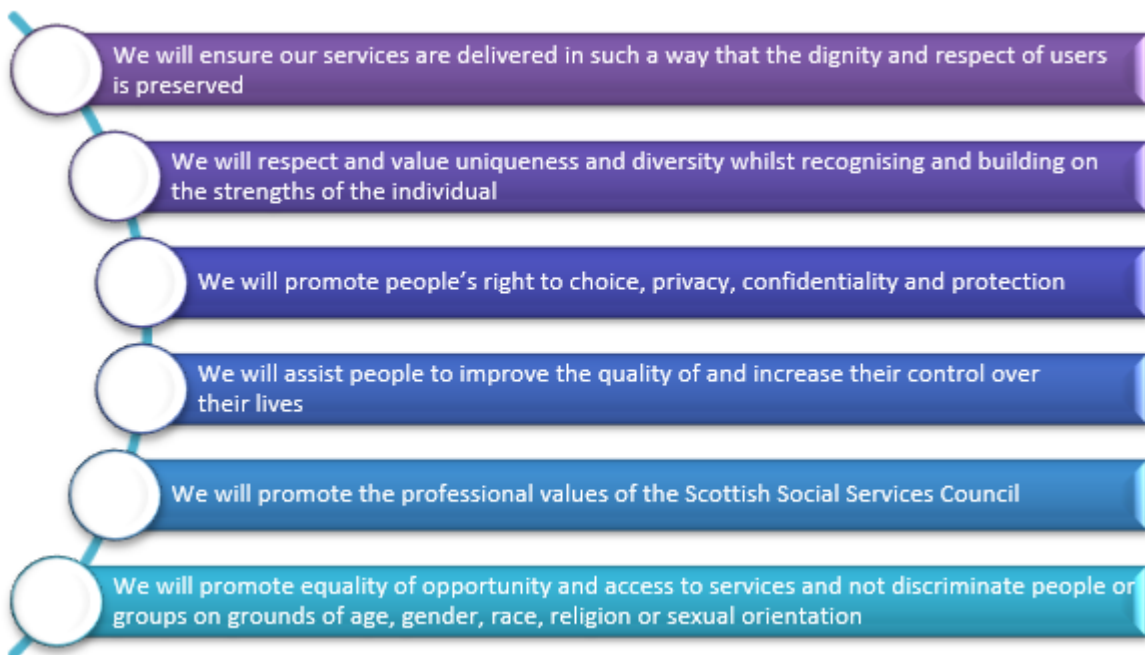 We will ensure our services are delivered in such a way that the dignity and respect of users
is preserved
We will respect and value uniqueness and diversity whilst recognising and building on
the strengths of the individual
We will promote people’s right to choice, privacy, confidentiality and protection
We will assist people to improve the quality of and increase their control over
their lives
We will promote the professional values of the Scottish Social Services Council
We will promote equality of opportunity and access to services and not discriminate people or
groups on grounds of age, gender, race, religion or sexual orientation